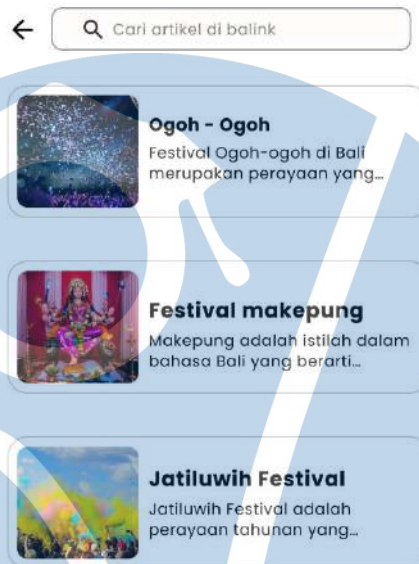 Cari artikel di balink
Ogoh - Ogoh
Festival Ogoh-ogoh di Bali
merupakan perayaan yang...
Festival makepung
Makepung adalah istilah dalam
bahasa Bali yang berarti...
Jatiluwih Festival
Jatiluwih Festival adalah
perayaan tahunan yang...